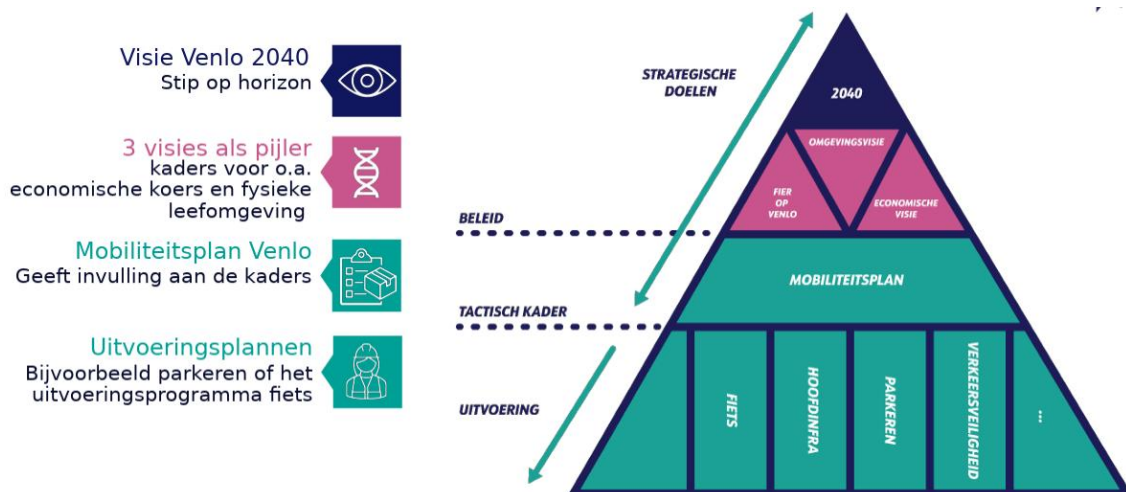 Visie Venlo 2040
Stip op horizon
3 visies als pijler
kaders voor o.a.
economische koers en fysieke
leefomgeving
Mobiliteitsplan Venlo
Geeft invulling aan de kaders
Uitvoeringsplannen
Bijvoorbeeld parkeren of het
uitvoeringsprogramma fiets
STRATEGISCHE
DOELEN
BELEID
TACTISCH KADER
UITVOERING
2040
OMGEVINGSVISIE
FIER
OP
VENLO
ECONOMISCHE
VISIE
MOBILITEITSPLAN
FIETS
HOOFDINFRA
PARKEREN
VERKEERSVEILIGHEID
...